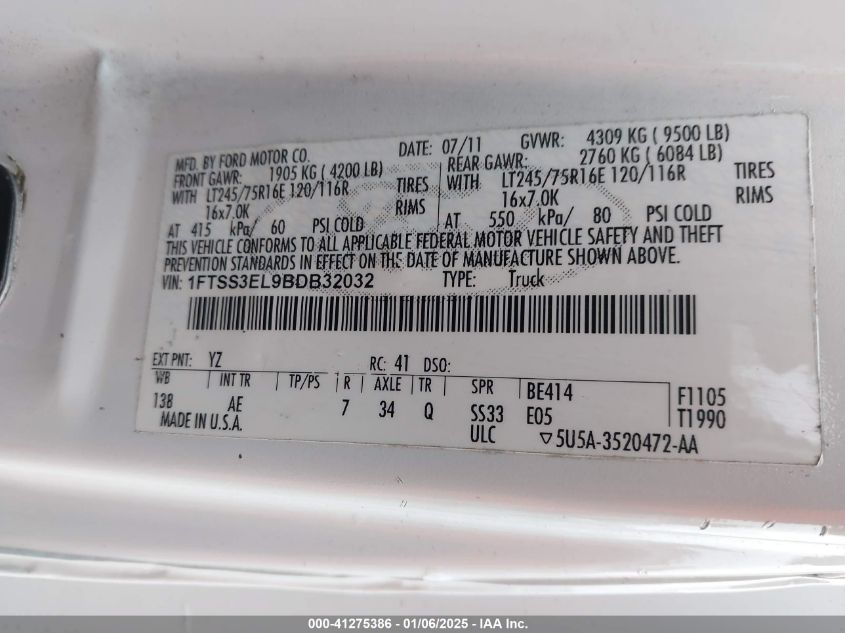 MFD. BY FORD MOTOR CO. DATE: 07/11 GVWR: 4309 KG ( 9500 LB)
FRONT GAWR: 1905 KG ( 4200 LB) REAR GAWR: 2760 KG ( 6084 LB)
WITH LT245/75R16E 120/116R TIRES WITH LT245/75R16E 120/116R TIRES
16x7.0K RIMS 16x7.0K RIMS
AT 415 kPa/ 60 PSI COLD AT 550 kPa/ 80 PSI COLD
THIS VEHICLE CONFORMS TO ALL APPLICABLE FEDERAL MOTOR VEHICLE SAFETY AND THEFT
PREVENTION STANDARDS IN EFFECT ON THE DATE OF MANUFACTURE SHOWN ABOVE.
VIN: 1FTSS3EL9BDB32032 TYPE: Truck
EXT PNT: YZ RC: 41 DSO:
WB INT TR TP/PS R AXLE TR SPR BE414 F1105
138 AE 7 34 Q SS33 E05 T1990
MADE IN U.S.A. ULC ▽5U5A-3520472-AA
000-41275386 | 01/06/2025 - IAA Inc.